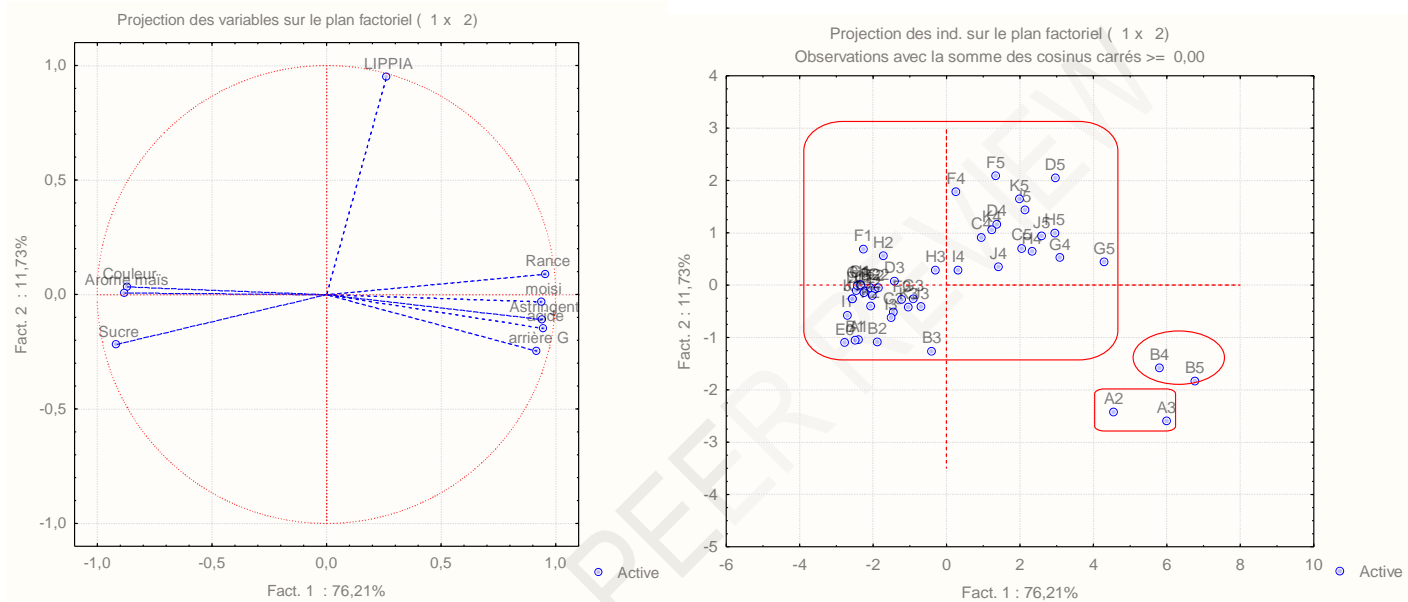 Projection des variables sur le plan factoriel ( 1 x 2)
1,0
0,5
0,0
-0,5
-1,0
Fact. 2 : 11,73%
LIPPIA
Couleur
Arome maïs
Sucre
Rance
moisi
Astringent
acide
arrière G
-1,0
-0,5
0,0
0,5
1,0
Fact. 1 : 76,21%
Active
Projection des ind. sur le plan factoriel ( 1 x 2)
Observations avec la somme des cosinus carrés >= 0,00
4
3
2
1
0
-1
-2
-3
-4
-5
Fact. 2 : 11,73%
F5
D5
F4
K5
D4
C4
K4
J5
H5
C5
H4
G4
G5
J4
I4
H3
F1
H2
D3
B2
B3
A1
B4
B5
A2
A3
-6
-4
-2
0
2
4
6
8
10
Fact. 1 : 76,21%
Active
PEER REVIEW